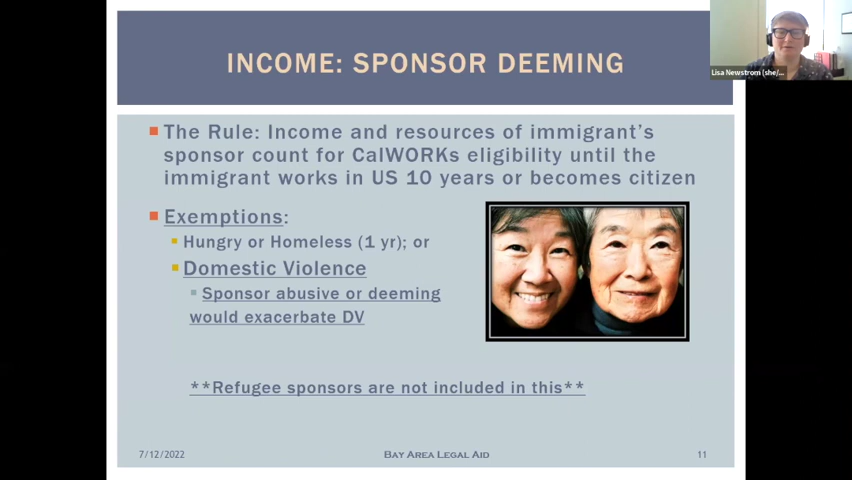 INCOME: SPONSOR DEEMING
Lisa Newstrom (she/...
The Rule: Income and resources of immigrant's
sponsor count for CalWORKs eligibility until the
immigrant works in US 10 years or becomes citizen
Exemptions:
Hungry or Homeless (1 yr); or
Domestic Violence
Sponsor abusive or deeming
would exacerbate DV
**Refugee sponsors are not included in this**
7/12/2022
BAY AREA LEGAL AID
11